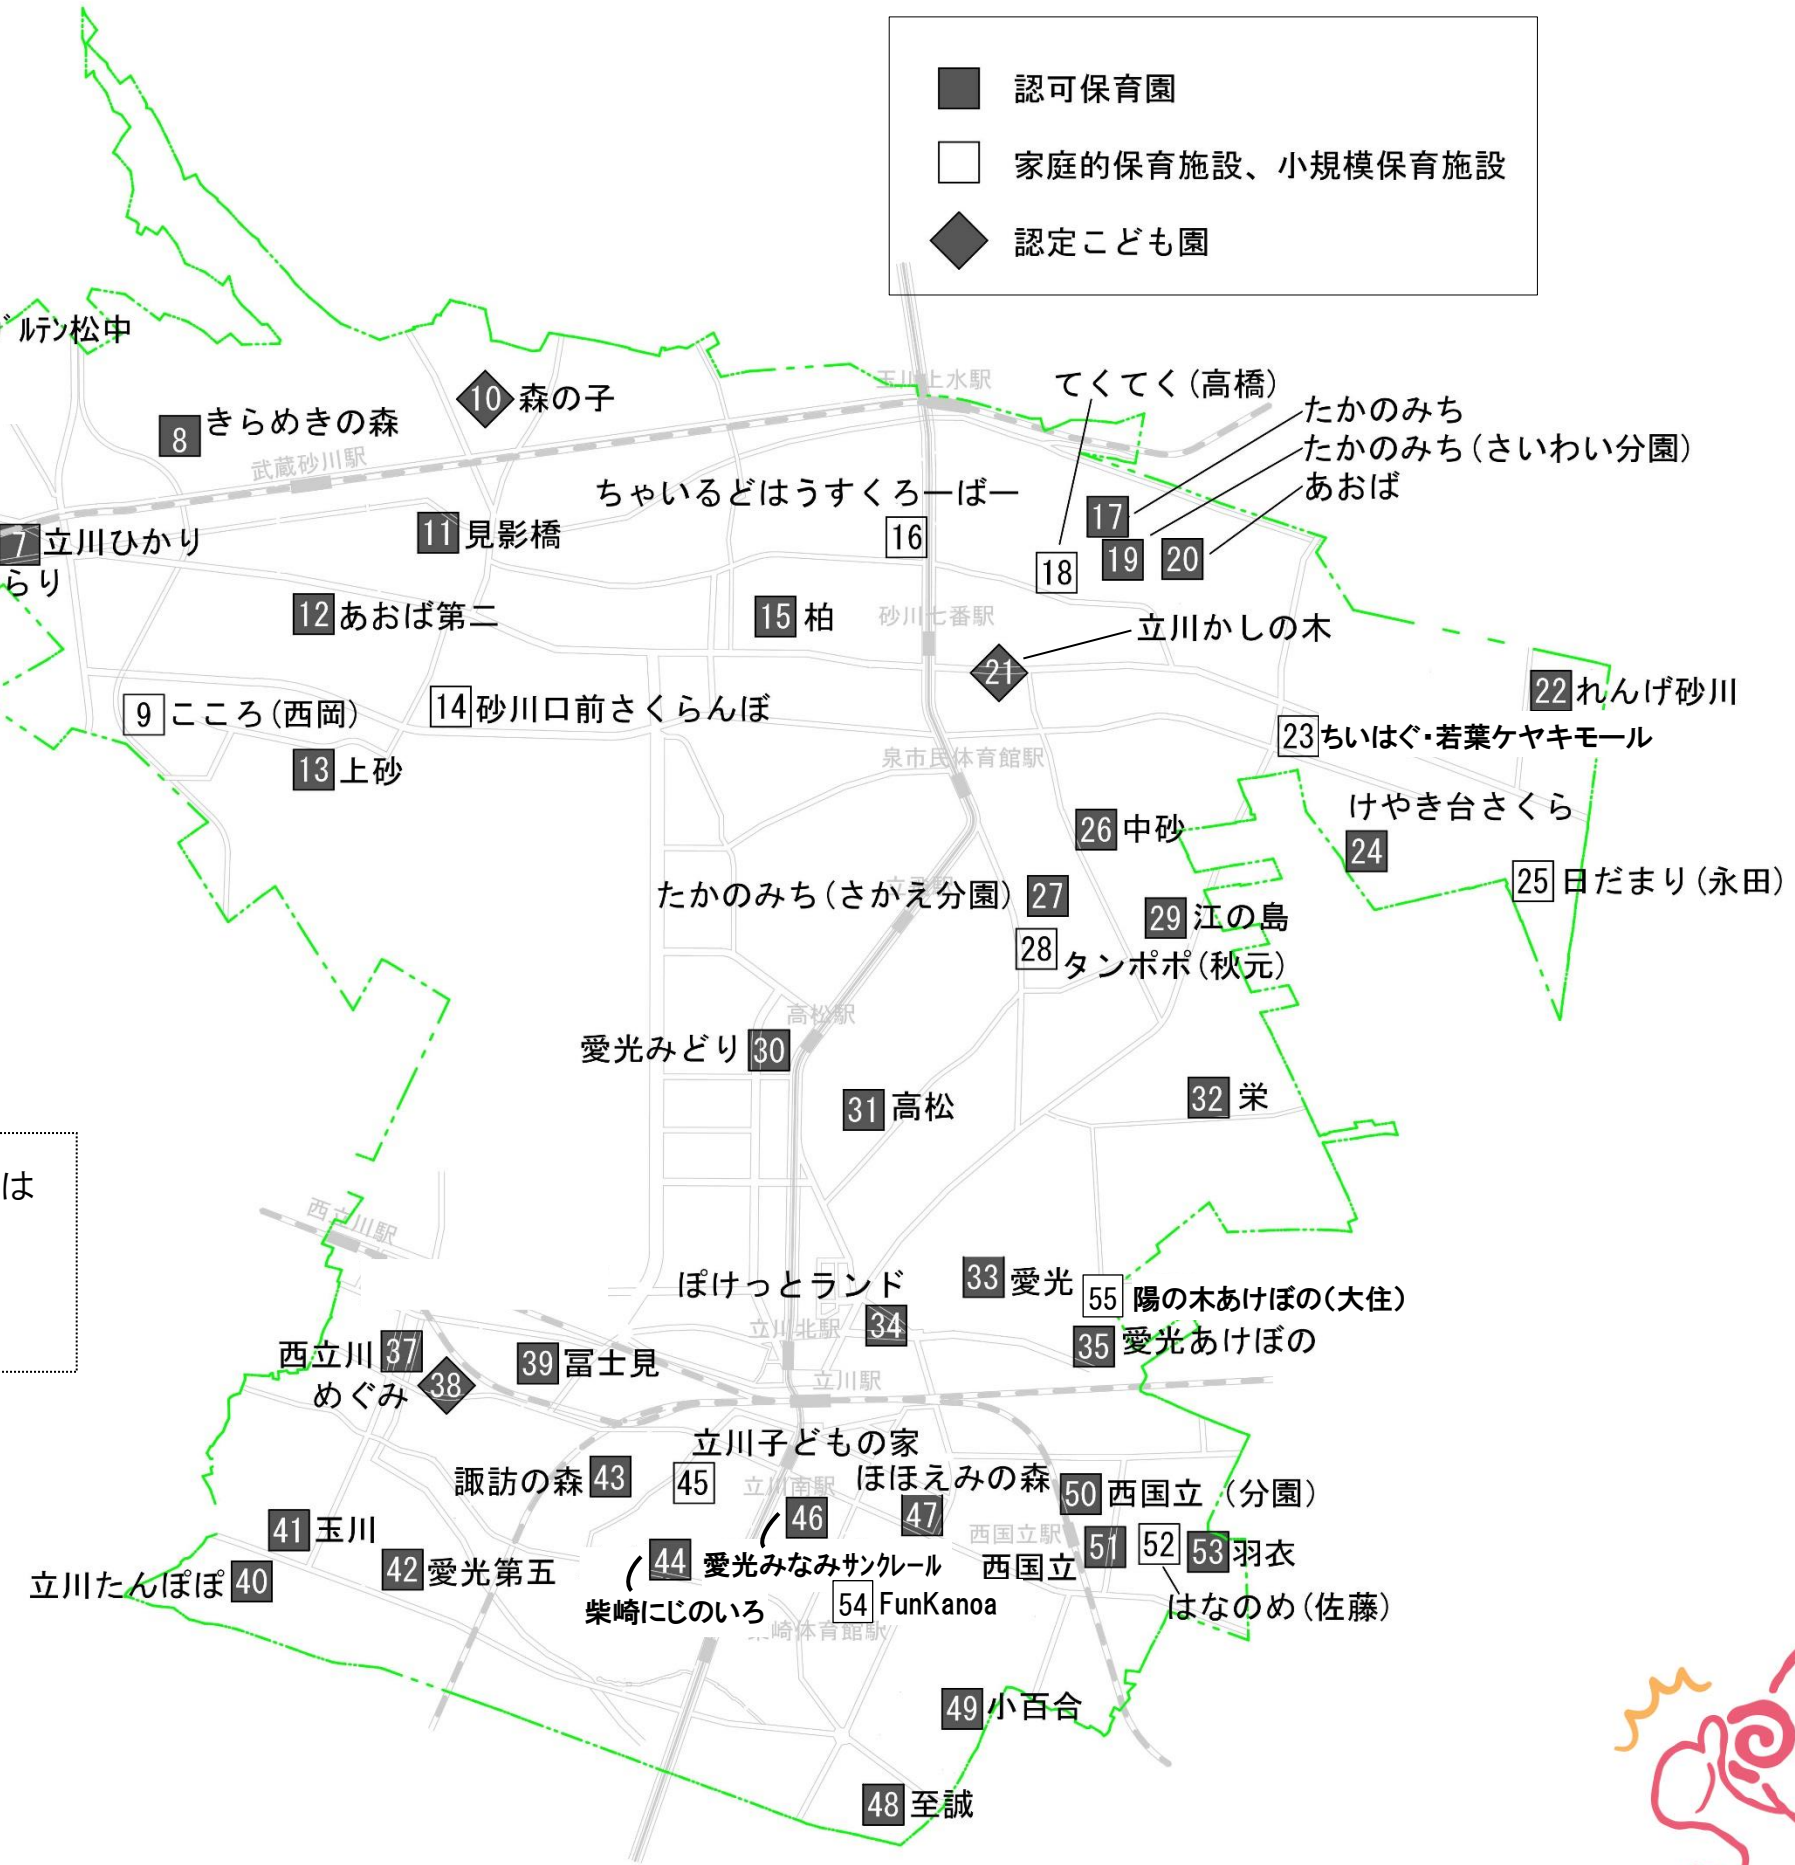 認可保育園
家庭的保育施設、小規模保育施設
認定こども園
ルテン松中
玉川上水駅
てくてく(高橋)
10 森の子
たかのみち
8 きらめきの森
たかのみち(さいわい分園)
武蔵砂川駅
あおば
ちゃいるどはうすくろーばー
17
16
11 見影橋
7 立川ひかり
19
20
18
らり
12 あおば第二
15 柏
砂川七番駅
立川かしの木
21
22 れんげ砂川
9 こころ(西岡)
14 砂川口前さくらんぼ
23 ちいはぐ・若葉ケヤキモール
泉市民体育館駅
13 上砂
けやき台さくら
26 中砂
24
25 日だまり(永田)
たかのみち(さかえ分園) 27
29 江の島
28 タンポポ(秋元)
高松駅
愛光みどり 30
31 高松
32 栄
は
西立川駅
ぽけっとランド
33 愛光
55 陽の木あけぼの(大住)
34
立川北駅
35 愛光あけぼの
西立川 37
39 冨士見
立川駅
めぐみ 38
立川子どもの家
諏訪の森 43
45
立川南駅
ほほえみの森
50 西国立(分園)
46
47
41 玉川
西国立駅
44
愛光みなみサンクレール
西国立 51
52
53 羽衣
立川たんぽぽ 40
42 愛光第五
柴崎にじのいろ
54 FunKanoa
はなのめ(佐藤)
崎体育館駅
49 小百合
48 至誠